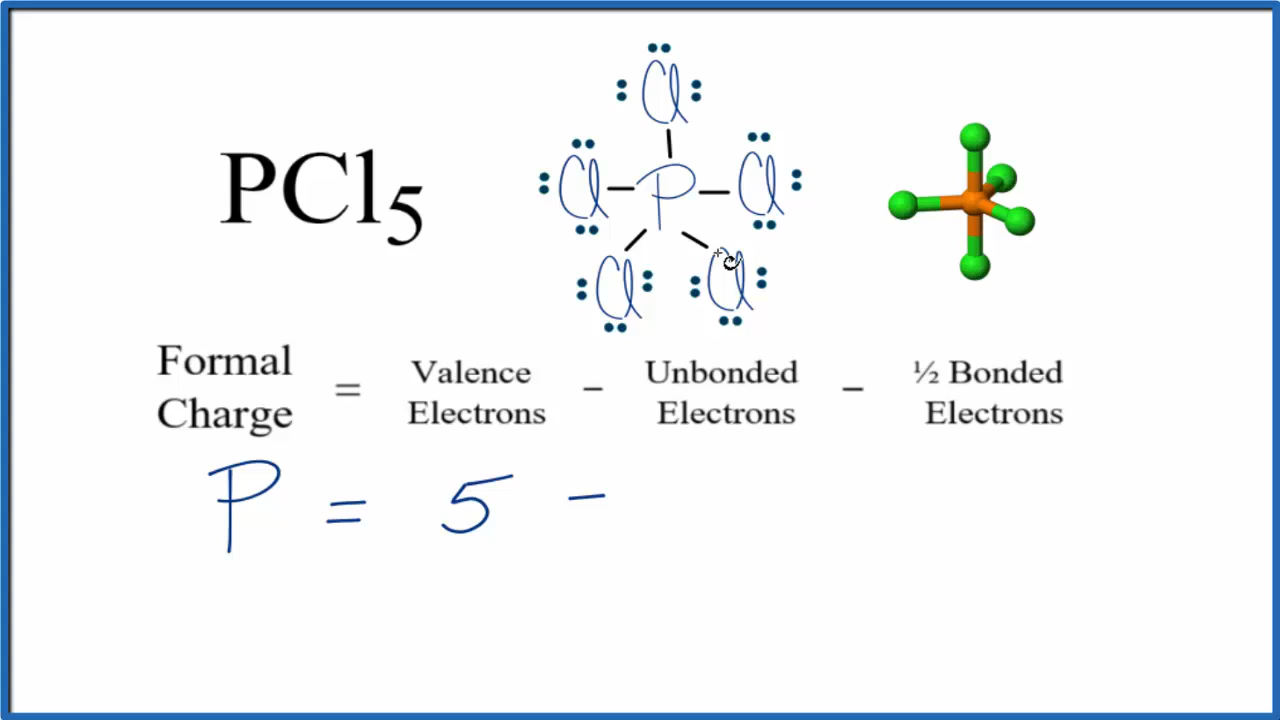 Cl
PCl5
Cl – P – Cl
Cl Cl
Formal Charge = Valence Electrons – Unbonded Electrons – ½ Bonded Electrons
P = 5 –